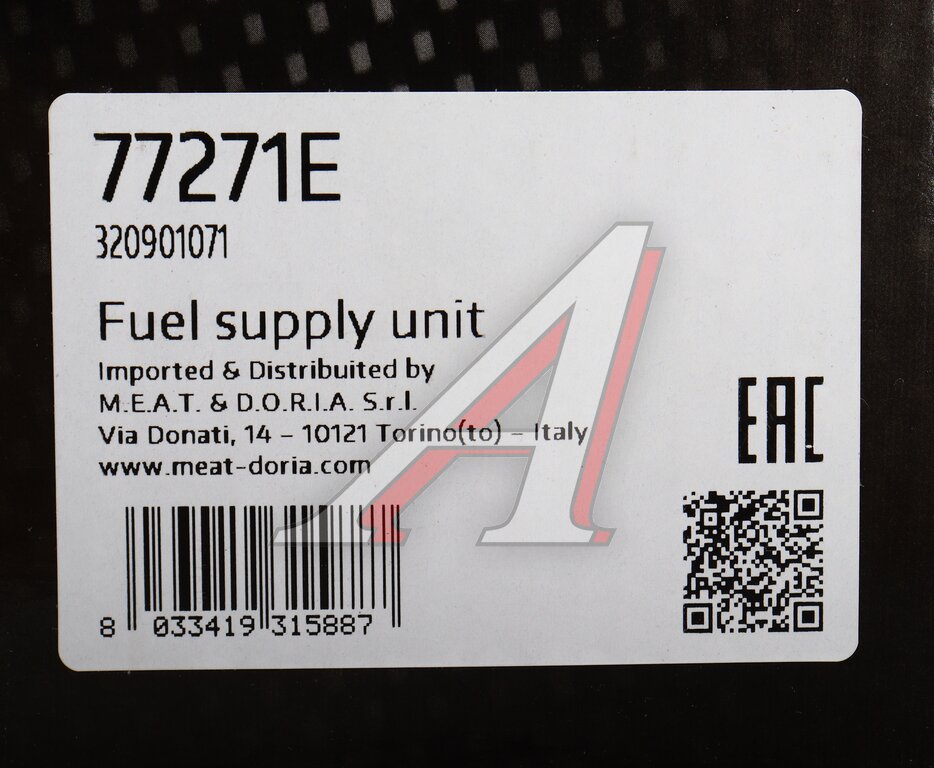 77271E
320901071
Fuel supply unit
Imported & Distribuited by
M.E.A.T. & D.O.R.I.A. S.r.l.
Via Donati, 14 – 10121 Torino(to) – Italy
www.meat-doria.com
EAC
8 033419 315887
A